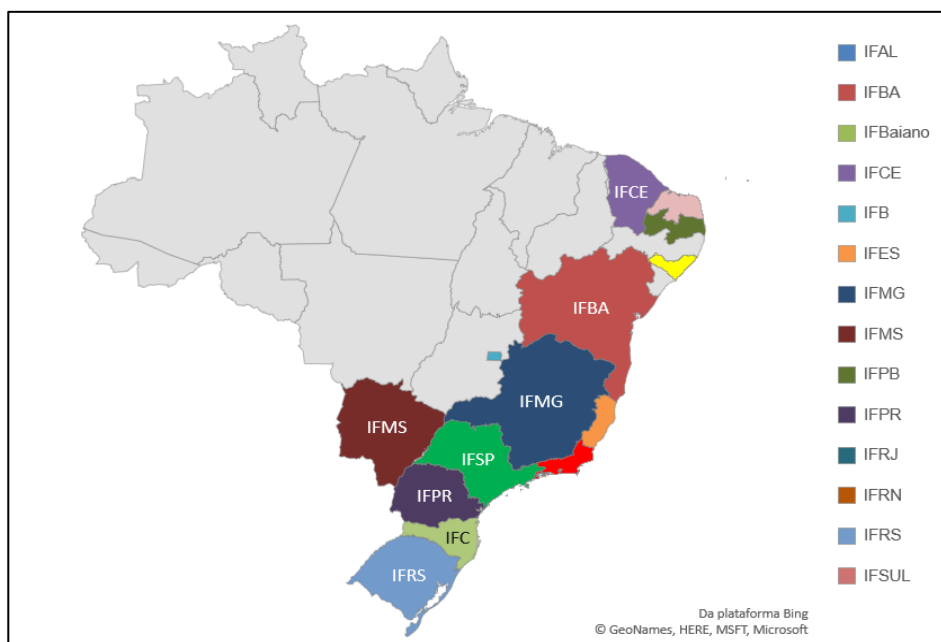 IFCE
IFBA
IFMG
IFMS
IFSP
IFPR
IFC
IFRS
IFAL
IFBA
IFBaiano
IFCE
IFB
IFES
IFMG
IFMS
IFPB
IFPR
IFRJ
IFRN
IFRS
IFSUL
Da plataforma Bing
© GeoNames, HERE, MSFT, Microsoft